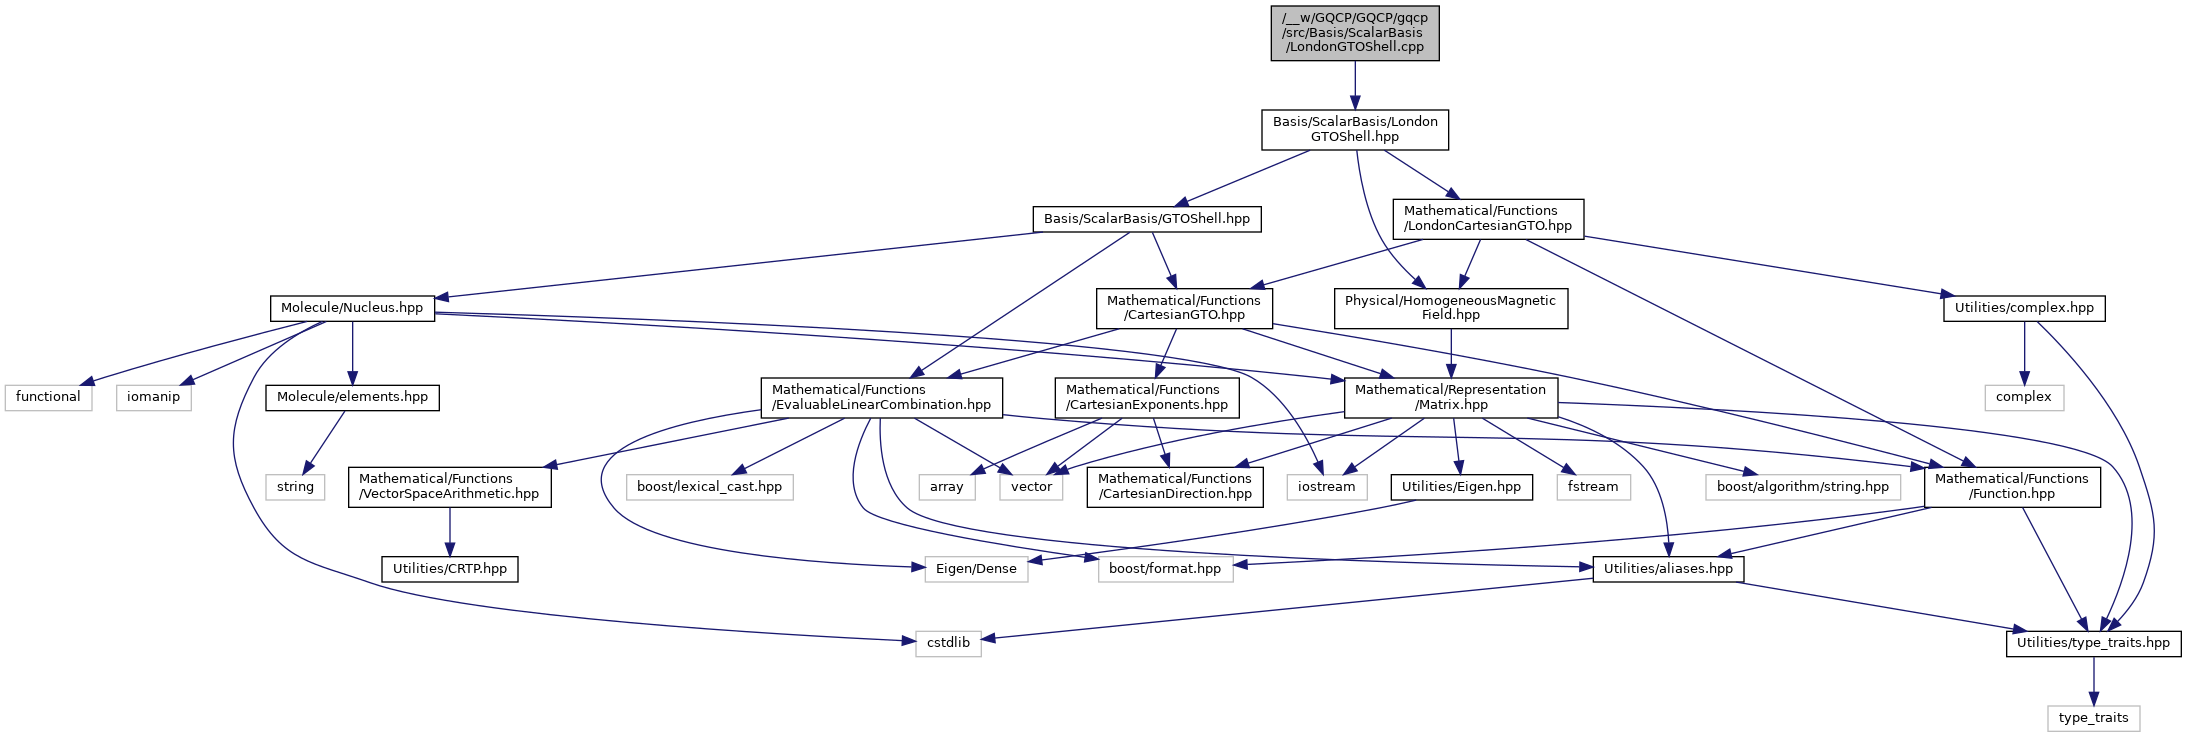 /__w/GQCP/GQCP/gqcp
/src/Basis/ScalarBasis
/LondonGTOShell.cpp
Basis/ScalarBasis/London
GTOShell.hpp
Basis/ScalarBasis/GTOShell.hpp
Mathematical/Functions
/LondonCartesianGTO.hpp
Molecule/Nucleus.hpp
Mathematical/Functions
/CartesianGTO.hpp
Physical/HomogeneousMagnetic
Field.hpp
Utilities/complex.hpp
functional
iomanip
Molecule/elements.hpp
Mathematical/Functions
/EvaluableLinearCombination.hpp
Mathematical/Functions
/CartesianExponents.hpp
Mathematical/Representation
/Matrix.hpp
complex
string
Mathematical/Functions
/VectorSpaceArithmetic.hpp
boost/lexical_cast.hpp
array
vector
Mathematical/Functions
/CartesianDirection.hpp
iostream
Utilities/Eigen.hpp
fstream
boost/algorithm/string.hpp
Mathematical/Functions
/Function.hpp
Utilities/CRTP.hpp
Eigen/Dense
boost/format.hpp
Utilities/aliases.hpp
cstdlib
Utilities/type_traits.hpp
type_traits